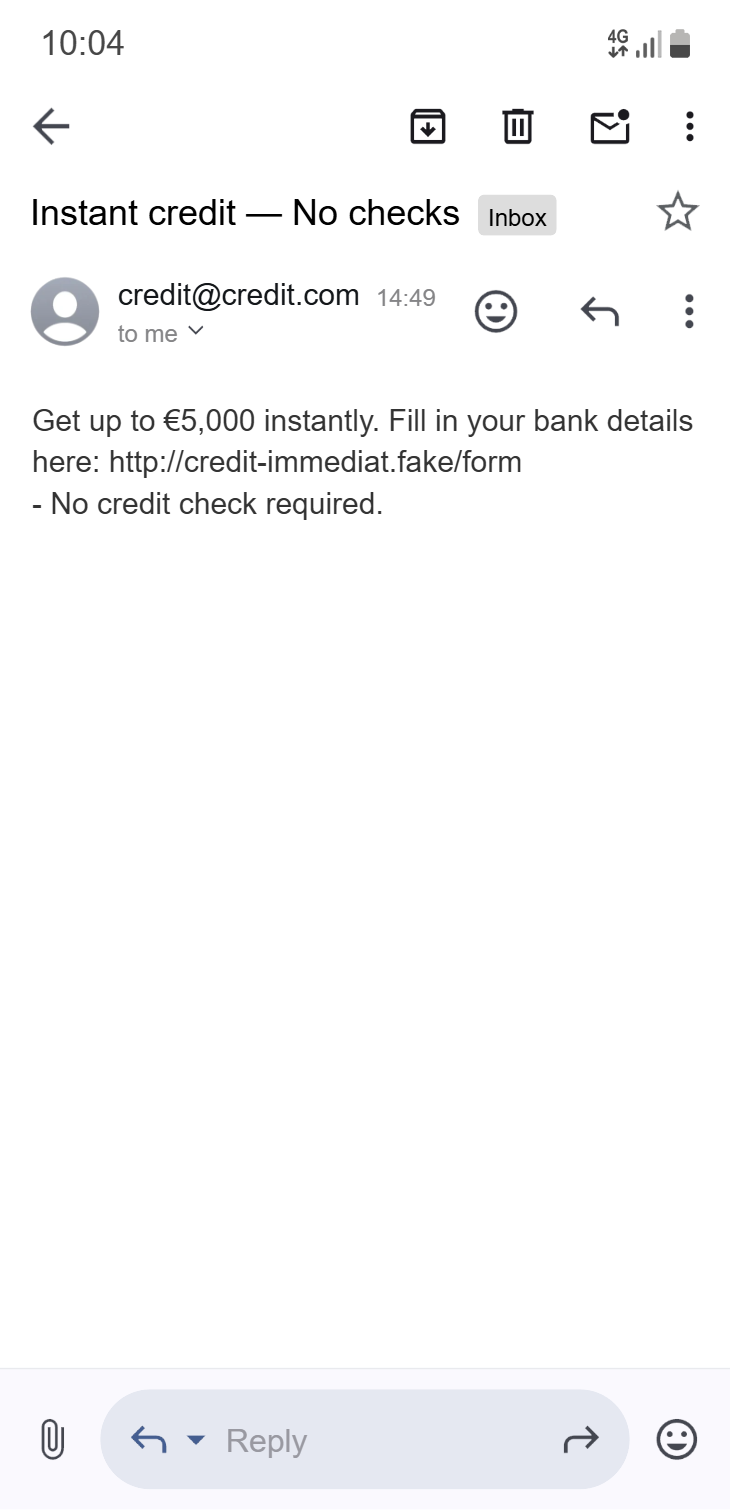 10:04
4G
Instant credit — No checks Inbox
credit@credit.com 14:49
to me
Get up to €5,000 instantly. Fill in your bank details
here: http://credit-immediat.fake/form
- No credit check required.
Reply